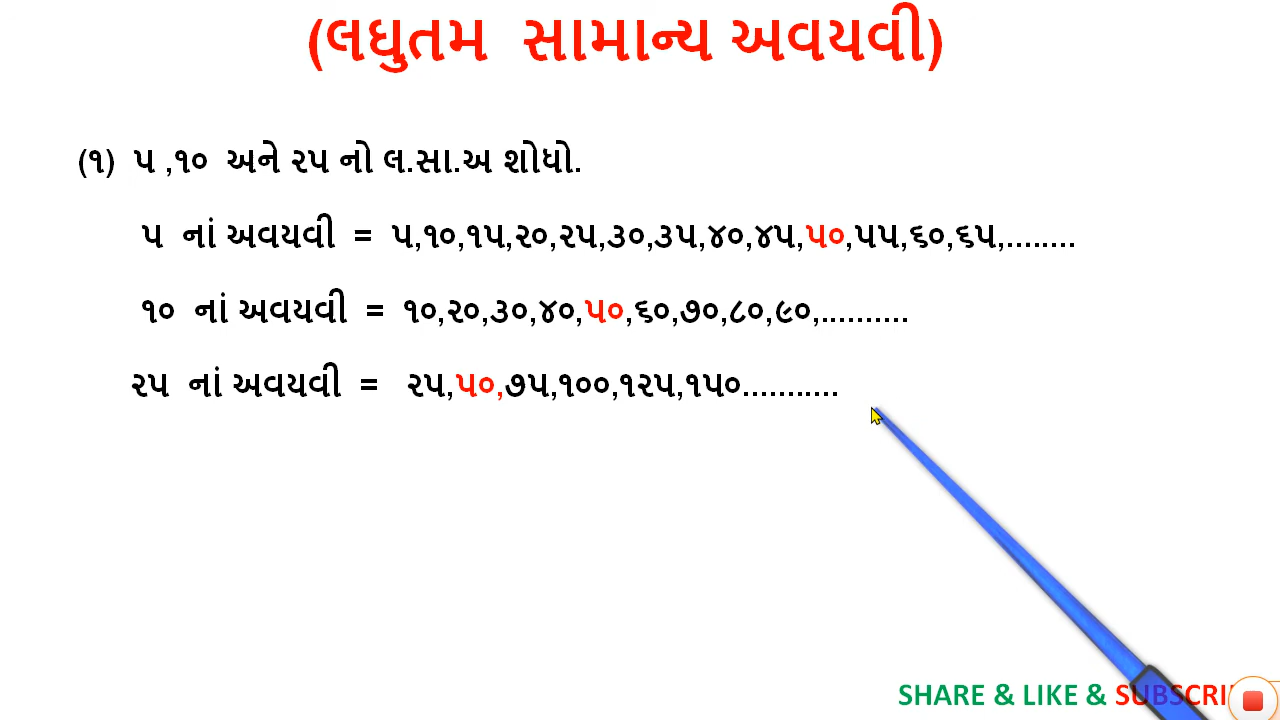 (લઘુતમ સામાન્ય અવયવી)
(૧) ૫ ,૧૦ અને ૨૫ નો લ.સા.અ શોધો.
૫ નાં અવયવી = ૫,૧૦,૧૫,૨૦,૨૫,૩૦,૩૫,૪૦,૪૫,૫૦,૫૫,૬૦,૬૫,........
૧૦ નાં અવયવી = ૧૦,૨૦,૩૦,૪૦,૫૦,૬૦,૭૦,૮૦,૯૦,..........
૨૫ નાં અવયવી = ૨૫,૫૦,૭૫,૧૦૦,૧૨૫,૧૫૦...........
SHARE & LIKE &